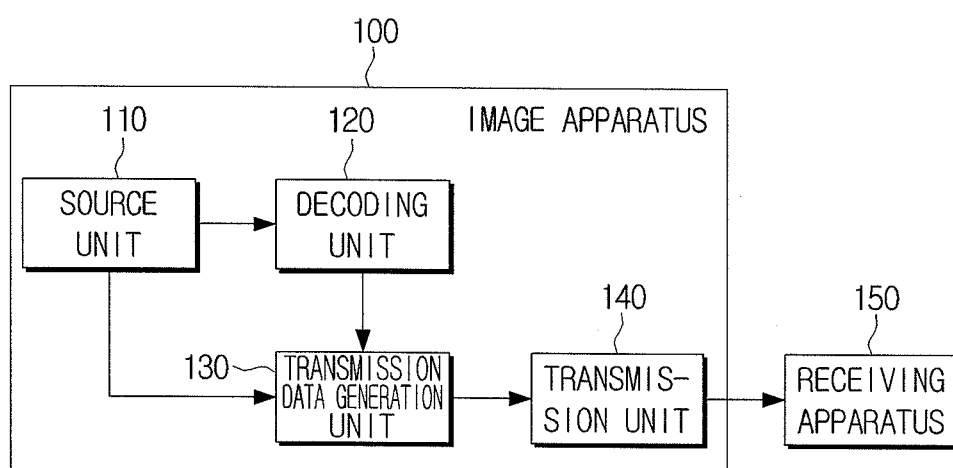 100
IMAGE APPARATUS
110
120
SOURCE
UNIT
DECODING
UNIT
130
TRANSMISSION
DATA GENERATION
UNIT
140
TRANSMIS-
SION UNIT
150
RECEIVING
APPARATUS